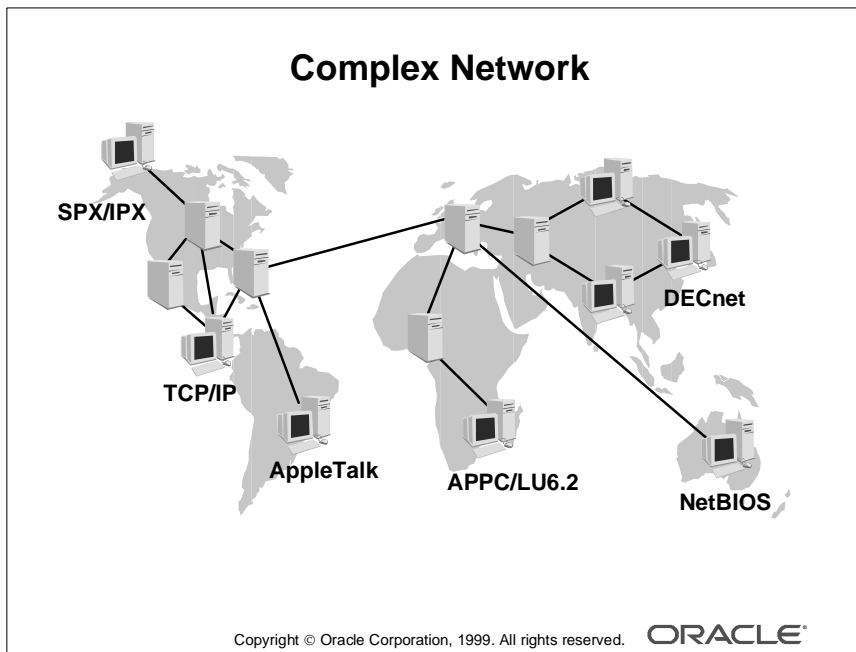 Complex Network
SPX/IPX
DECnet
TCP/IP
AppleTalk
APPC/LU6.2
NetBIOS
Copyright © Oracle Corporation, 1999. All rights reserved.
ORACLE®